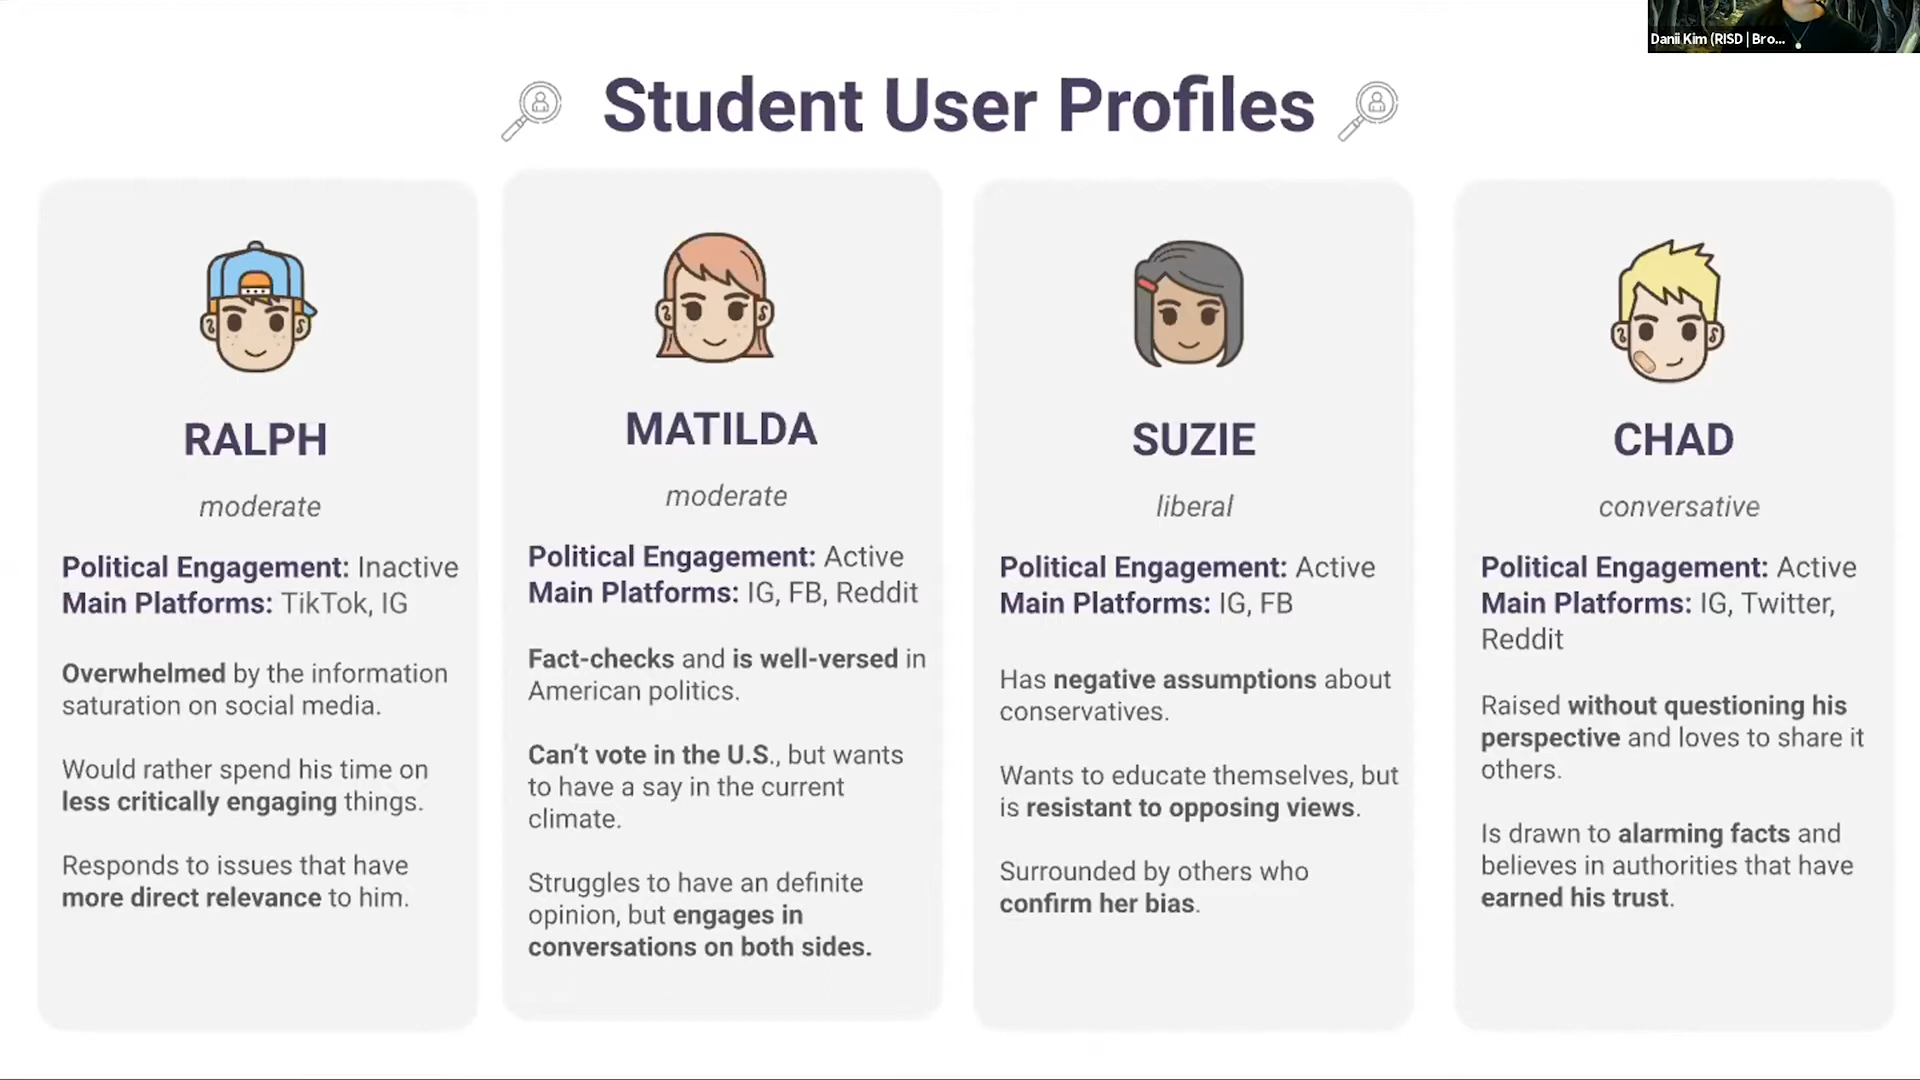 Danii Kim (RISD | Bro...
Student User Profiles
RALPH
moderate
Political Engagement: Inactive
Main Platforms: TikTok, IG
Overwhelmed by the information
saturation on social media.
Would rather spend his time on
less critically engaging things.
Responds to issues that have
more direct relevance to him.
MATILDA
moderate
Political Engagement: Active
Main Platforms: IG, FB, Reddit
Fact-checks and is well-versed in
American politics.
Can't vote in the U.S., but wants
to have a say in the current
climate.
Struggles to have an definite
opinion, but engages in
conversations on both sides.
SUZIE
liberal
Political Engagement: Active
Main Platforms: IG, FB
Has negative assumptions about
conservatives.
Wants to educate themselves, but
is resistant to opposing views.
Surrounded by others who
confirm her bias.
CHAD
conversative
Political Engagement: Active
Main Platforms: IG, Twitter,
Reddit
Raised without questioning his
perspective and loves to share it
others.
Is drawn to alarming facts and
believes in authorities that have
earned his trust.